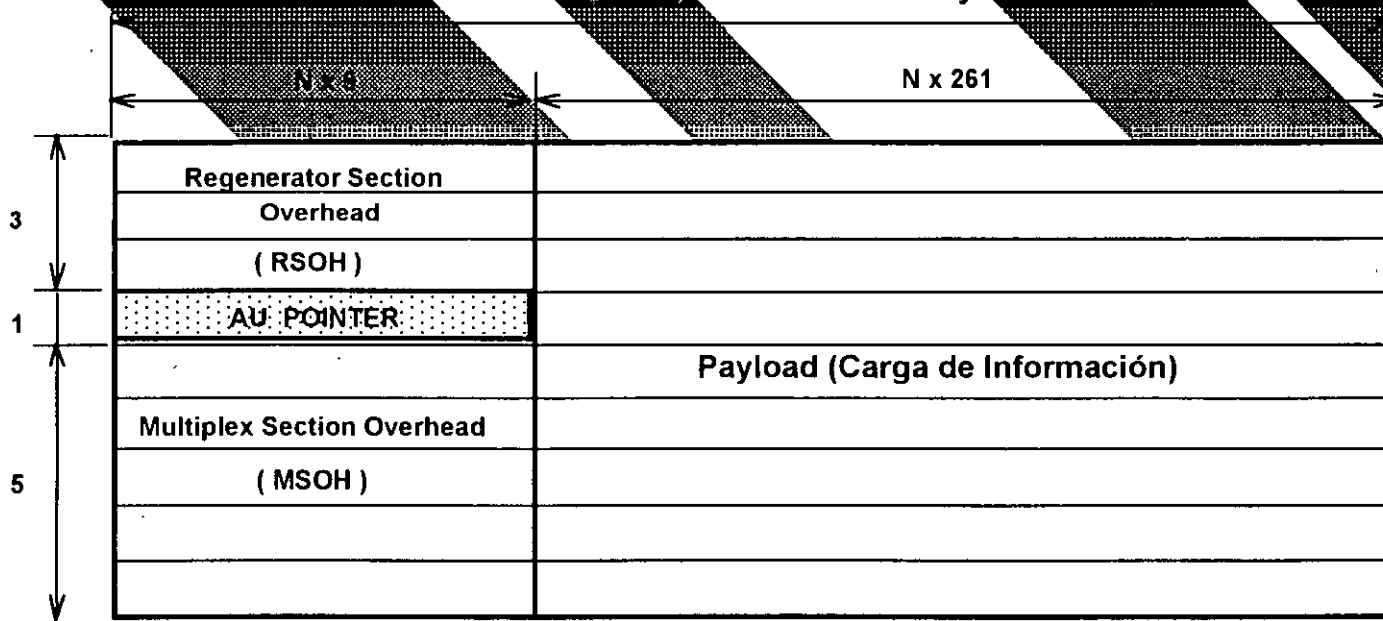 N x 9
N x 261
3
Regenerator Section
Overhead
( RSOH )
1
AU POINTER
Payload (Carga de Información)
5
Multiplex Section Overhead
( MSOH )